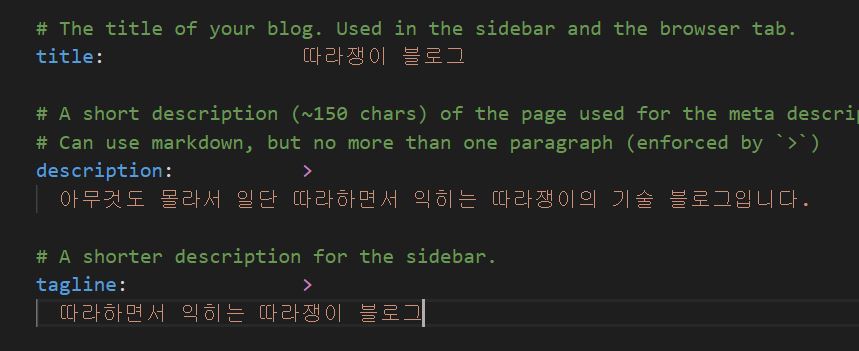 # The title of your blog. Used in the sidebar and the browser tab.
title: 따라쟁이 블로그
# A short description (~150 chars) of the page used for the meta
# Can use markdown, but no more than one paragraph (enforced by `>`)
description: >
아무것도 몰라서 일단 따라하면서 익히는 따라쟁이의 기술 블로그입니다.
# A shorter description for the sidebar.
tagline: >
따라하면서 익히는 따라쟁이 블로그